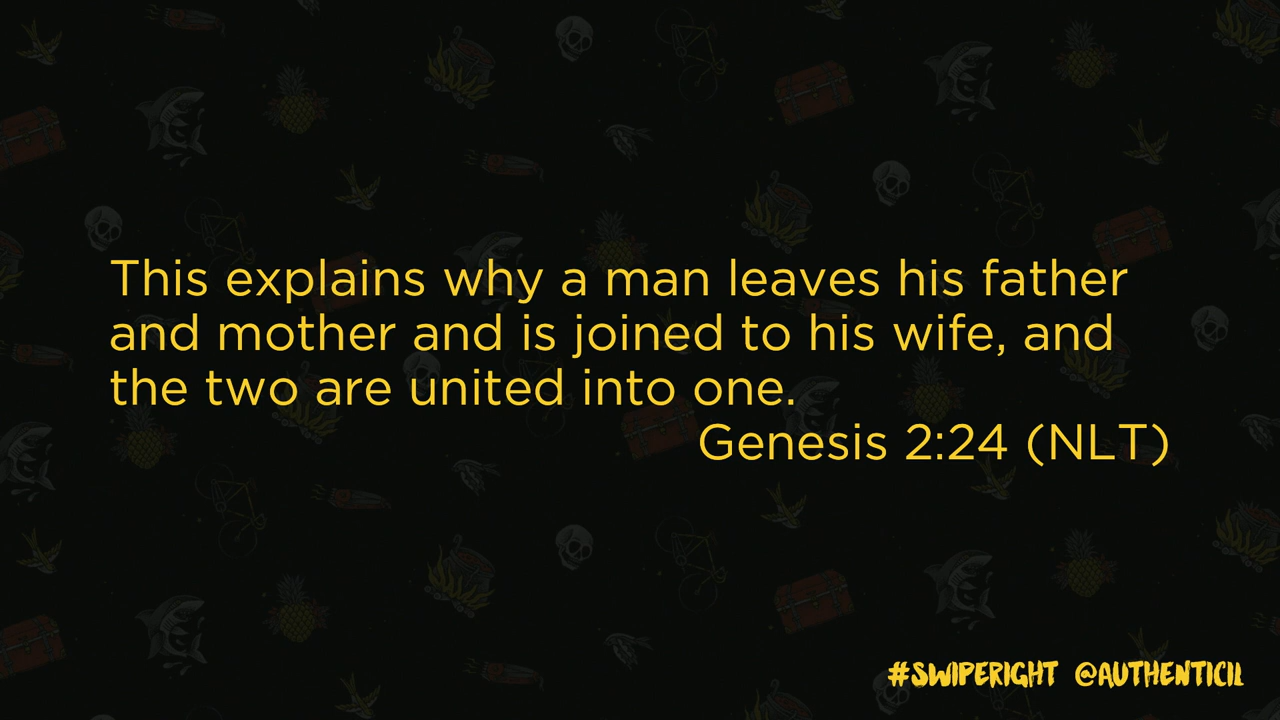 This explains why a man leaves his father
and mother and is joined to his wife, and
the two are united into one.
Genesis 2:24 (NLT)
#SWIPERIGHT @AUTHENTICIL